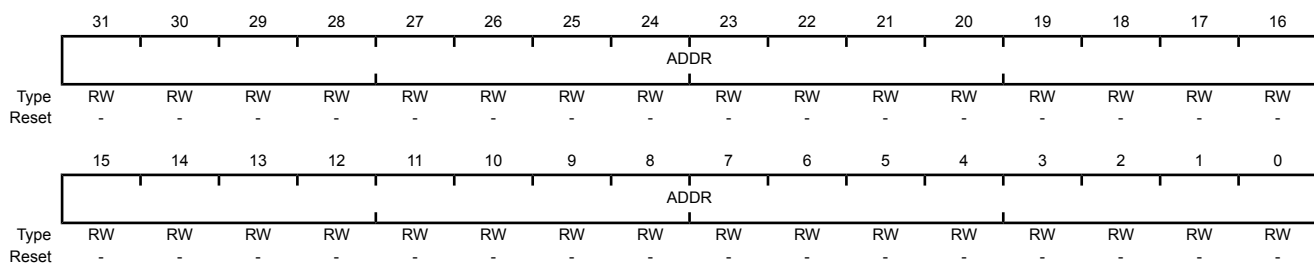 31 30 29 28 27 26 25 24 23 22 21 20 19 18 17 16
ADDR
Type RW RW RW RW RW RW RW RW RW RW RW RW RW RW RW RW
Reset - - - - - - - - - - - - - - - -
15 14 13 12 11 10 9 8 7 6 5 4 3 2 1 0
ADDR
Type RW RW RW RW RW RW RW RW RW RW RW RW RW RW RW RW
Reset - - - - - - - - - - - - - - - -